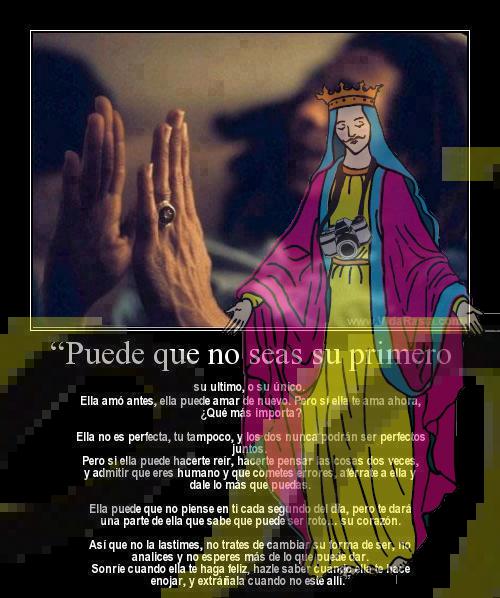 www.VidaRasta.com
“Puede que no seas su primero
su ultimo, o su único.
Ella amó antes, ella puede amar de nuevo. Pero si ella te ama ahora,
¿Qué más importa?
Ella no es perfecta, tu tampoco, y los dos nunca podrán ser perfectos
juntos.
Pero si ella puede hacerte reir, hacerte pensar las cosas dos veces,
y admitir que eres humano y que cometes errores, aferrate a ella y
dale lo más que puedas.
Ella puede que no piense en ti cada segundo del día, pero te dará
una parte de ella que sabe que puede ser roto... su corazón.
Así que no la lastimes, no trates de cambiar su forma de ser, no
analices y no esperes más de lo que puede dar.
Sonríe cuando ella te haga feliz, hazle saber cuando ella te hace
enojar, y extráñala cuando no esté allí.”